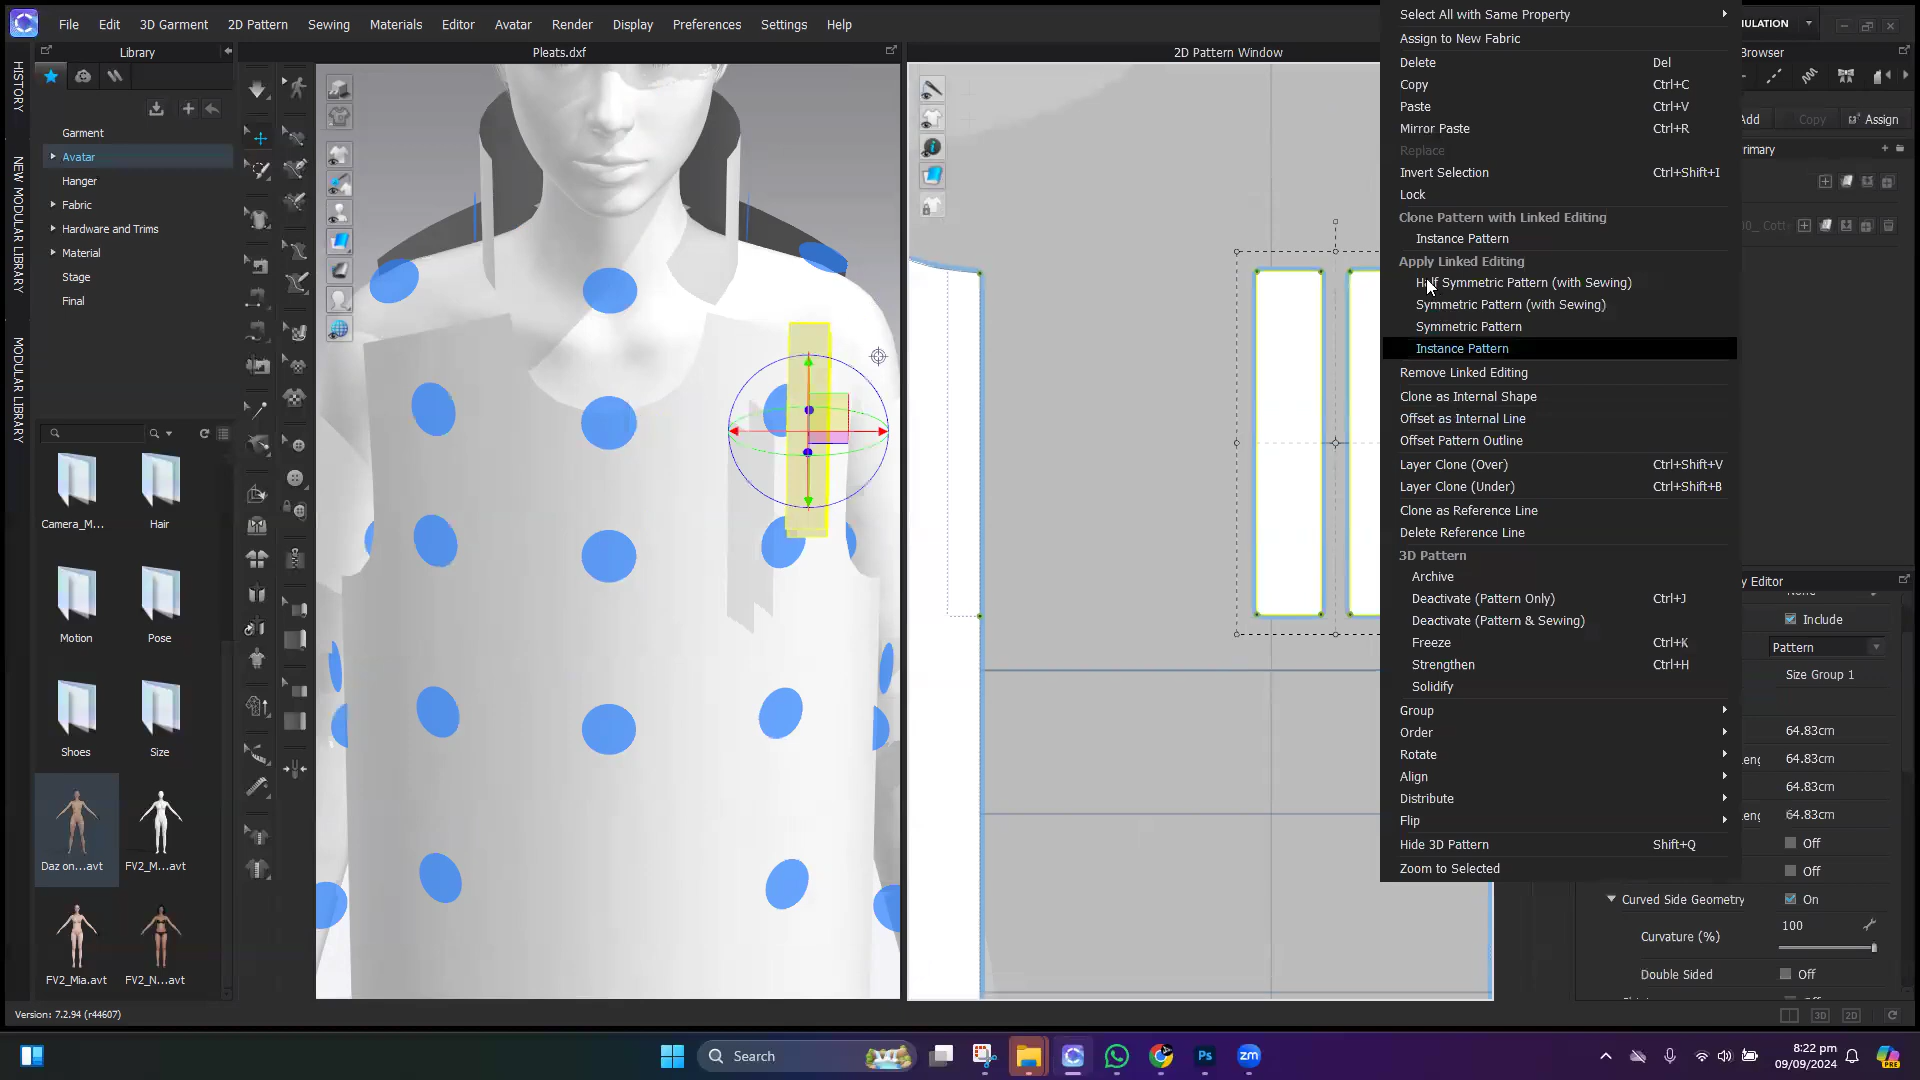 File Edit 3D Garment 2D Pattern Sewing Materials Editor Avatar Render Display Preferences Settings Help
Library
Pleats.dxf
2D Pattern Window
HISTORY
NEW MODULAR LIBRARY
MODULAR LIBRARY
Garment
Avatar
Hanger
Fabric
Hardware and Trims
Material
Stage
Final
Camera_M...
Hair
Motion
Pose
Shoes
Size
Daz on...avt
FV2_M...avt
FV2_Mia.avt
FV2_N...avt
Select All with Same Property
Assign to New Fabric
Delete Del
Copy Ctrl+C
Paste Ctrl+V
Mirror Paste Ctrl+R
Replace
Invert Selection Ctrl+Shift+I
Lock
Clone Pattern with Linked Editing
Instance Pattern
Apply Linked Editing
Half Symmetric Pattern (with Sewing)
Symmetric Pattern (with Sewing)
Symmetric Pattern
Instance Pattern
Remove Linked Editing
Clone as Internal Shape
Offset as Internal Line
Offset Pattern Outline
Layer Clone (Over) Ctrl+Shift+V
Layer Clone (Under) Ctrl+Shift+B
Clone as Reference Line
Delete Reference Line
3D Pattern
Archive
Deactivate (Pattern Only) Ctrl+J
Deactivate (Pattern & Sewing)
Freeze Ctrl+K
Strengthen Ctrl+H
Solidify
Group
Order
Rotate
Align
Distribute
Flip
Hide 3D Pattern Shift+Q
Zoom to Selected
MULATION
Browser
Add Copy Assign
rimary
Cott
y Editor
Include
Pattern
Size Group 1
64.83cm
64.83cm
64.83cm
64.83cm
Off
Off
Curved Side Geometry On
Curvature (%) 100
Double Sided Off
Version: 7.2.94 (r44607)
3D 2D
Search
Ps
zm
8:22 pm
09/09/2024
PRE